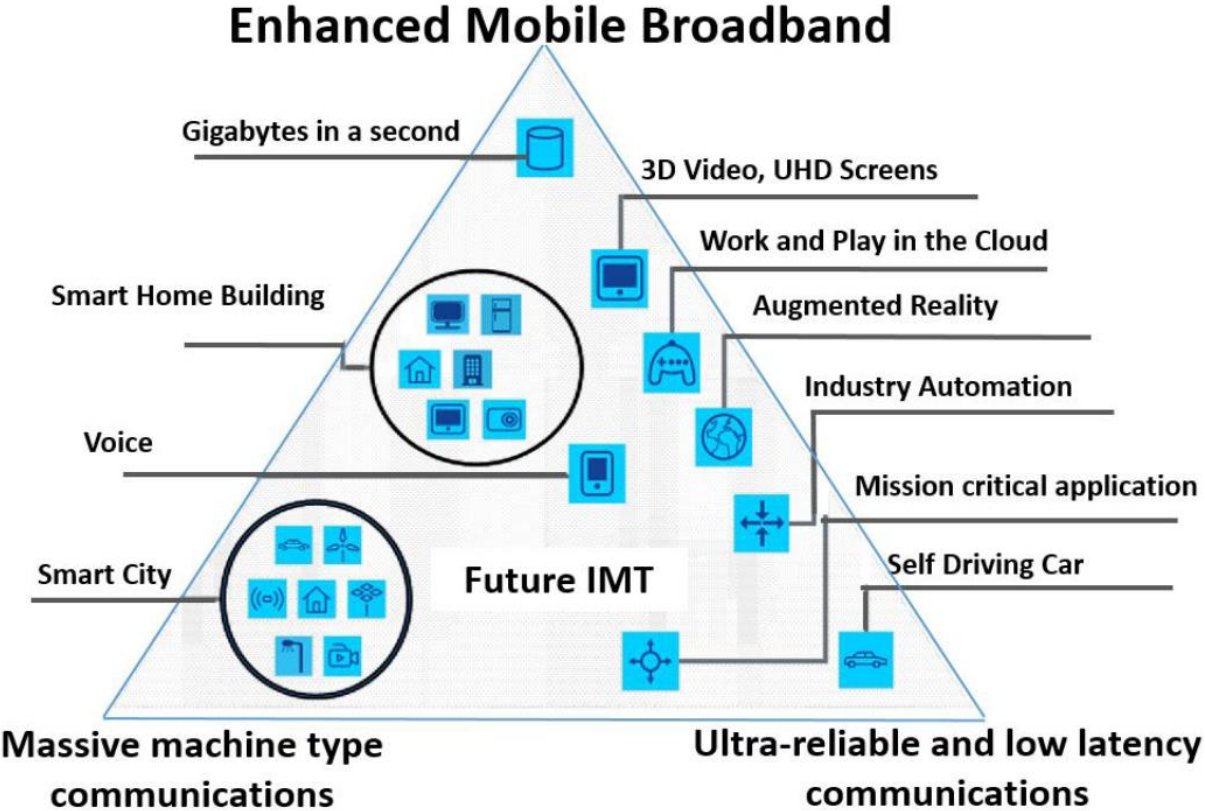 Enhanced Mobile Broadband
Gigabytes in a second
3D Video, UHD Screens
Work and Play in the Cloud
Smart Home Building
Augmented Reality
Industry Automation
Voice
Mission critical application
Self Driving Car
Smart City
Future IMT
Massive machine type
communications
Ultra-reliable and low latency
communications